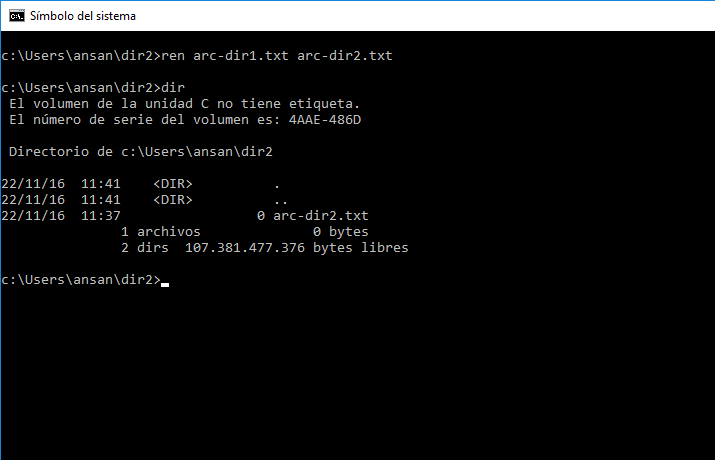 Símbolo del sistema
c:\Users\ansan\dir2>ren arc-dir1.txt arc-dir2.txt
c:\Users\ansan\dir2>dir
 El volumen de la unidad C no tiene etiqueta.
 El número de serie del volumen es: 4AAE-486D
 Directorio de c:\Users\ansan\dir2
22/11/16  11:41    <DIR>          .
22/11/16  11:41    <DIR>          ..
22/11/16  11:37                 0 arc-dir2.txt
               1 archivos              0 bytes
               2 dirs  107.381.477.376 bytes libres
c:\Users\ansan\dir2>